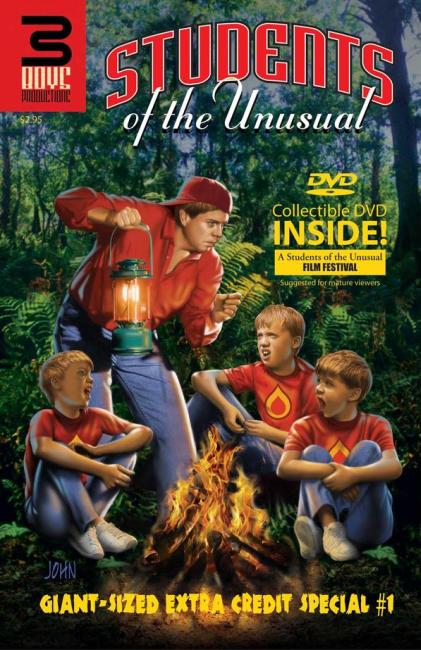 3
BOYS
PRODUCTIONS
$2.95
STUDENTS
of the Unusual
DVD
Collectible DVD
INSIDE!
A Students of the Unusual
FILM FESTIVAL
Suggested for mature viewers
JOHN
GIANT-SIZED EXTRA CREDIT SPECIAL #1